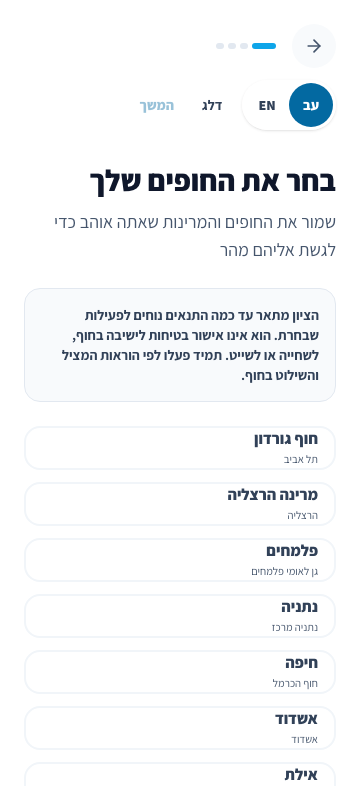 עב
EN
דלג
המשך
בחר את החופים שלך
שמור את החופים והמרינות שאתה אוהב כדי
לגשת אליהם מהר
הציון מתאר עד כמה התנאים נוחים לפעילות
שבחרת. הוא אינו אישור בטיחות לישיבה בחוף,
לשחייה או לשייט. תמיד פעלו לפי הוראות המציל
והשילוט בחוף.
חוף גורדון
תל אביב
מרינה הרצליה
הרצליה
פלמחים
גן לאומי פלמחים
נתניה
נתניה מרכז
חיפה
חוף הכרמל
אשדוד
אשדוד
אילת